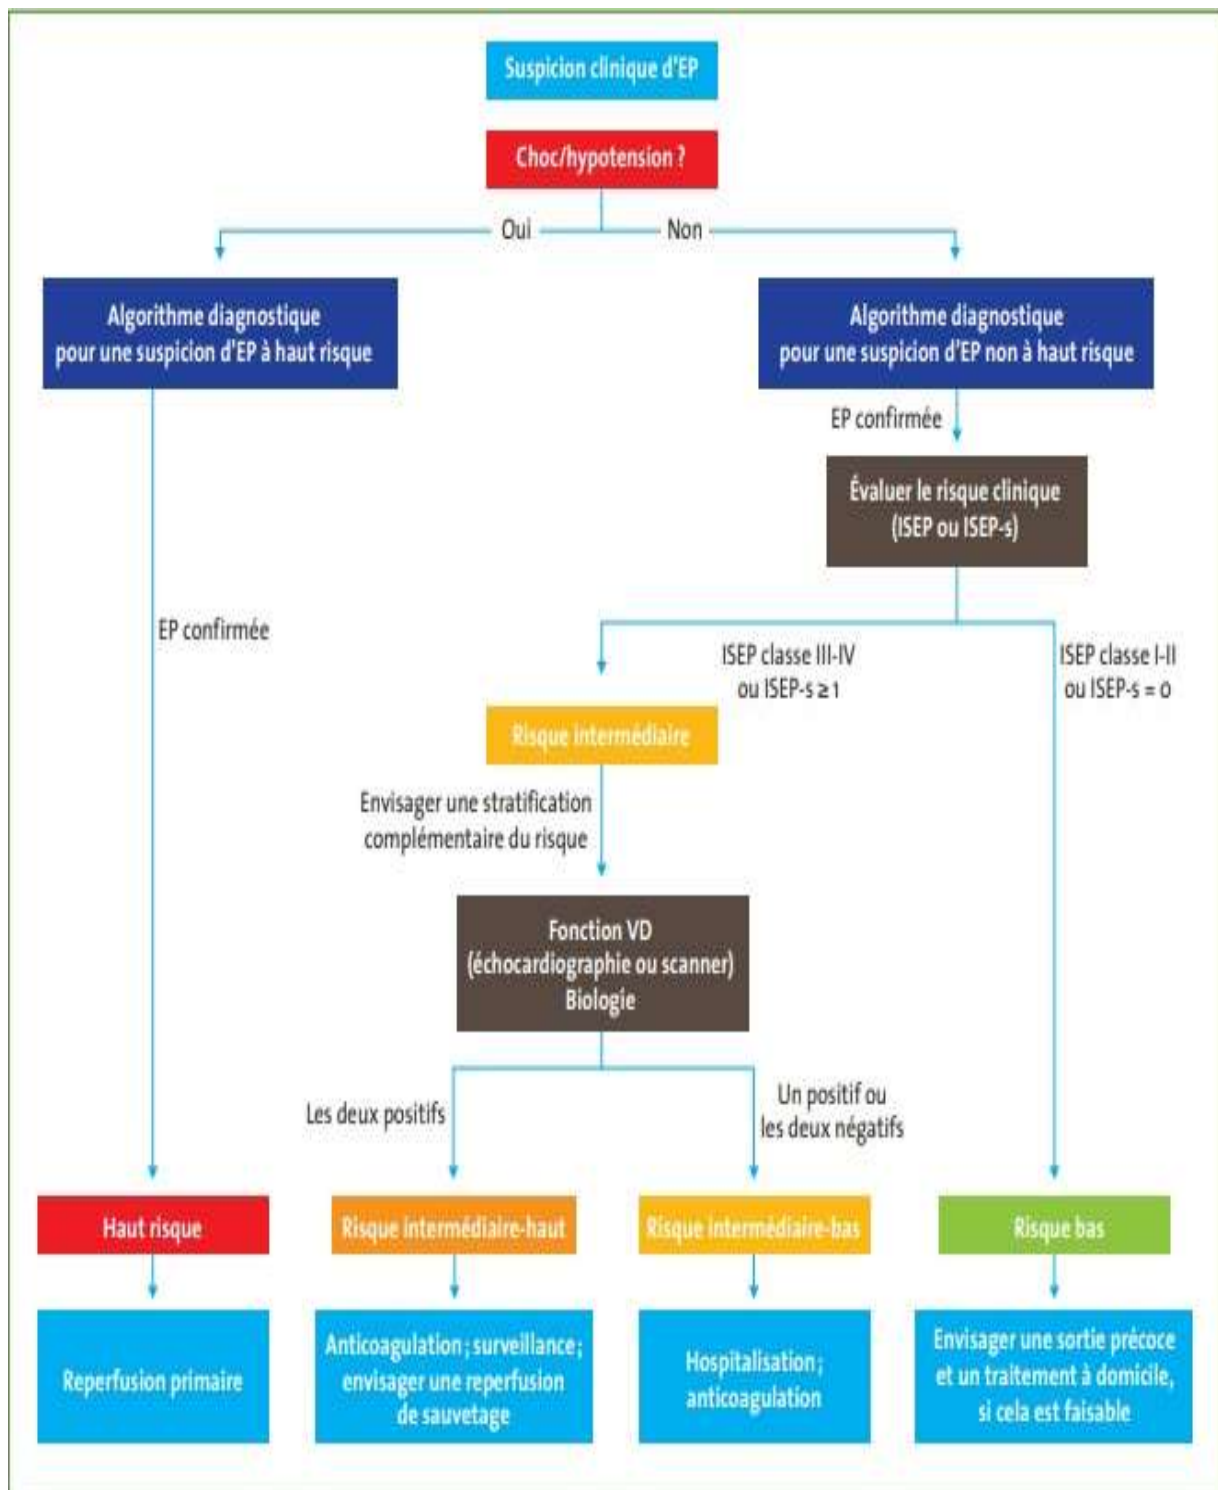 Suspicion clinique d'EP
Choc/hypotension ?
Oui
Non
Algorithme diagnostique
pour une suspicion d'EP à haut risque
Algorithme diagnostique
pour une suspicion d'EP non à haut risque
EP confirmée
Évaluer le risque clinique
(ISEP ou ISEP-s)
EP confirmée
ISEP classe III-IV
ou ISEP-s ≥ 1
ISEP classe I-II
ou ISEP-s = 0
Risque intermédiaire
Envisager une stratification
complémentaire du risque
Fonction VD
(échocardiographie ou scanner)
Biologie
Les deux positifs
Un positif ou
les deux négatifs
Haut risque
Risque intermédiaire-haut
Risque intermédiaire-bas
Risque bas
Reperfusion primaire
Anticoagulation ; surveillance ;
envisager une reperfusion
de sauvetage
Hospitalisation ;
anticoagulation
Envisager une sortie précoce
et un traitement à domicile,
si cela est faisable